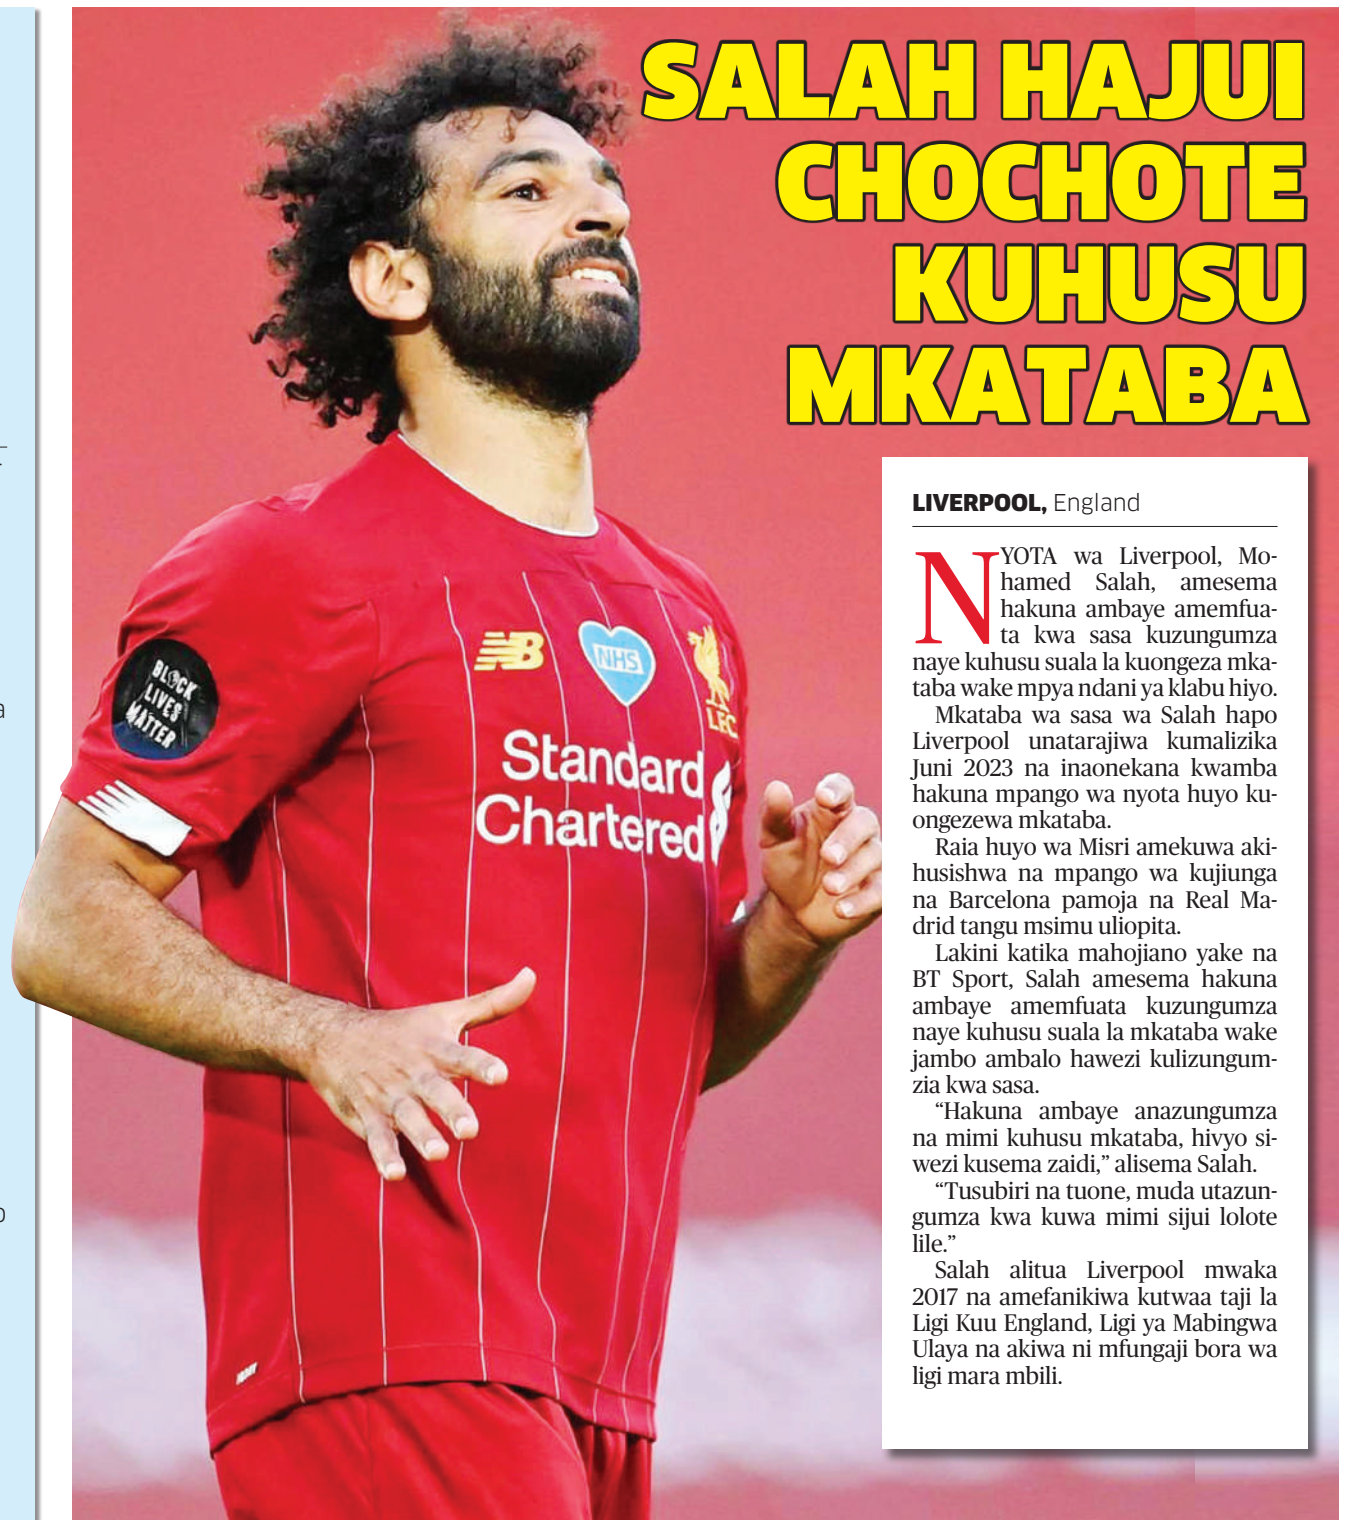 SALAH HAJUI
CHOCHOTE
KUHUSU
MKATABA
LIVERPOOL, England
NYOTA wa Liverpool, Mo-
hamed Salah, amesema
hakuna ambaye amemfua-
ta kwa sasa kuzungumza
naye kuhusu suala la kuongeza mka-
taba wake mpya ndani ya klabu hiyo.
Mkataba wa sasa wa Salah hapo
Liverpool unatarajiwa kumalizika
Juni 2023 na inaonekana kwamba
hakuna mpango wa nyota huyo ku-
ongezewa mkataba.
Raia huyo wa Misri amekuwa aki-
husishwa na mpango wa kujiunga
na Barcelona pamoja na Real Ma-
drid tangu msimu uliopita.
Lakini katika mahojiano yake na
BT Sport, Salah amesema hakuna
ambaye amemfuata kuzungumza
naye kuhusu suala la mkataba wake
jambo ambalo hawezi kulizungum-
zia kwa sasa.
“Hakuna ambaye anazungumza
na mimi kuhusu mkataba, hivyo si-
wezi kusema zaidi,” alisema Salah.
“Tusubiri na tuone, muda utazun-
gumza kwa kuwa mimi sijui lolote
lile.”
Salah alitua Liverpool mwaka
2017 na amefanikiwa kutwaa taji la
Ligi Kuu England, Ligi ya Mabingwa
Ulaya na akiwa ni mfungaji bora wa
ligi mara mbili.
BLACK
LIVES
MATTER
NB
NHS
LFC
Standard
Chartered